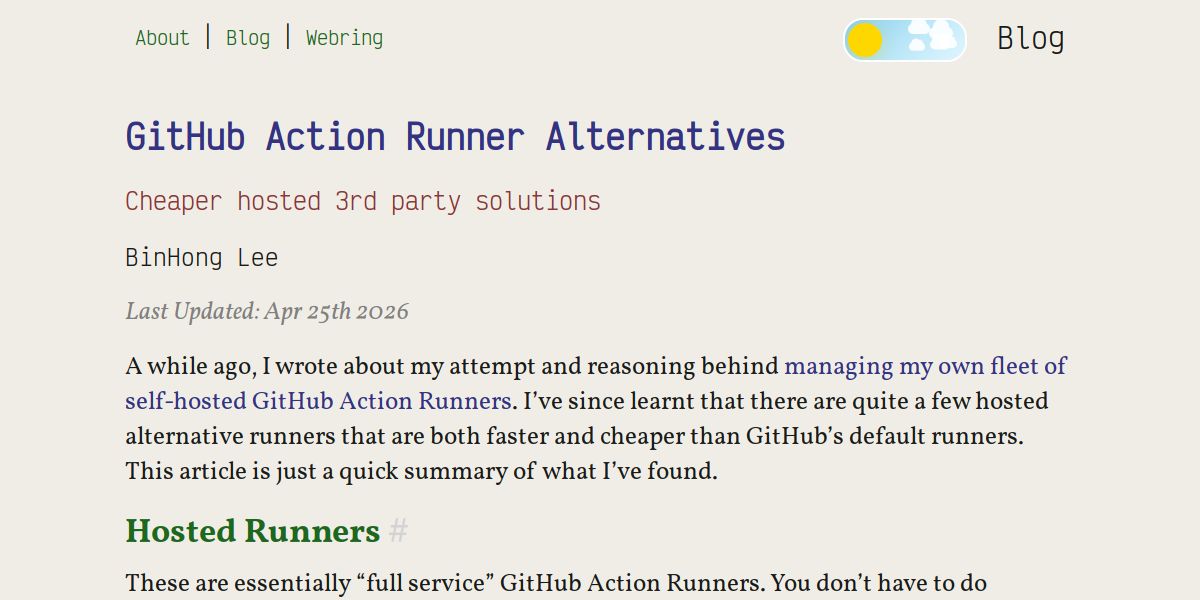 About | Blog | Webring
Blog
GitHub Action Runner Alternatives
Cheaper hosted 3rd party solutions
BinHong Lee
Last Updated: Apr 25th 2026
A while ago, I wrote about my attempt and reasoning behind managing my own fleet of
self-hosted GitHub Action Runners. I’ve since learnt that there are quite a few hosted
alternative runners that are both faster and cheaper than GitHub’s default runners.
This article is just a quick summary of what I’ve found.
Hosted Runners #
These are essentially “full service” GitHub Action Runners. You don’t have to do